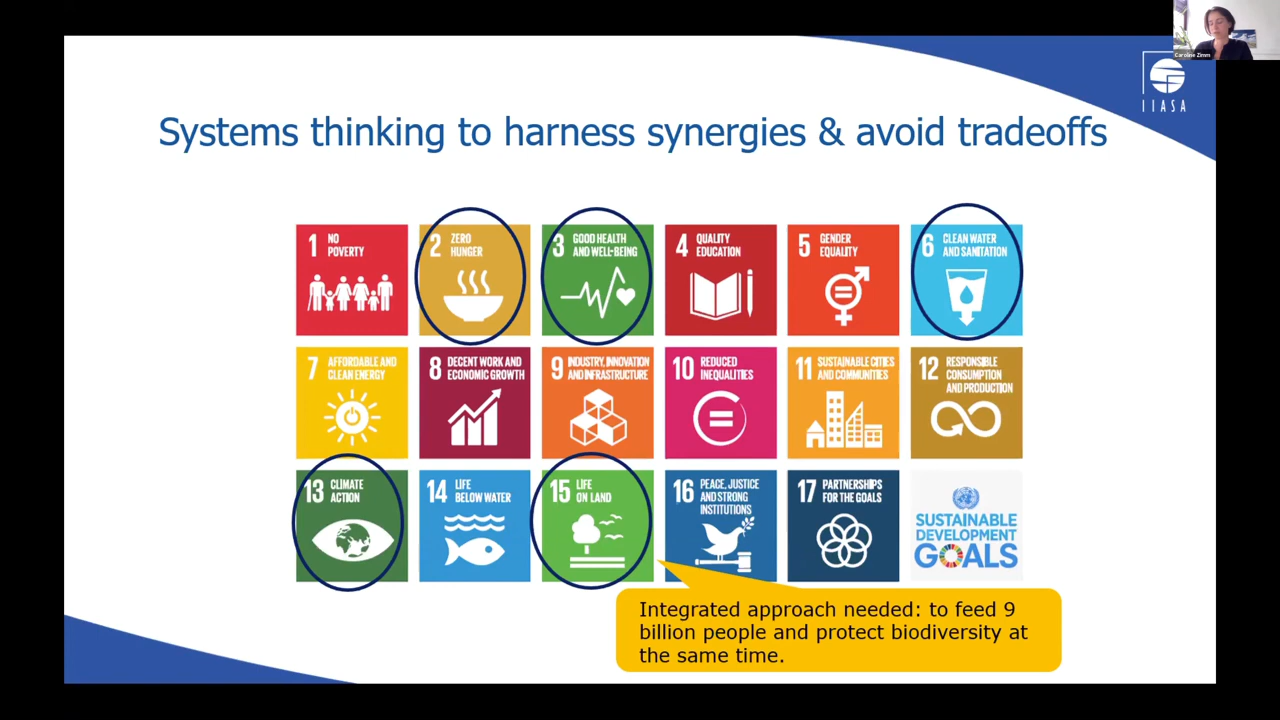 Caroline Zimm
IIASA
Systems thinking to harness synergies & avoid tradeoffs
1 NO
POVERTY
2 ZERO
HUNGER
3 GOOD HEALTH
AND WELL-BEING
4 QUALITY
EDUCATION
5 GENDER
EQUALITY
6 CLEAN WATER
AND SANITATION
7 AFFORDABLE AND
CLEAN ENERGY
8 DECENT WORK AND
ECONOMIC GROWTH
9 INDUSTRY, INNOVATION
AND INFRASTRUCTURE
10 REDUCED
INEQUALITIES
11 SUSTAINABLE CITIES
AND COMMUNITIES
12 RESPONSIBLE
CONSUMPTION
AND PRODUCTION
13 CLIMATE
ACTION
14 LIFE
BELOW WATER
15 LIFE
ON LAND
16 PEACE, JUSTICE
AND STRONG
INSTITUTIONS
17 PARTNERSHIPS
FOR THE GOALS
SUSTAINABLE
DEVELOPMENT
GOALS
Integrated approach needed: to feed 9
billion people and protect biodiversity at
the same time.